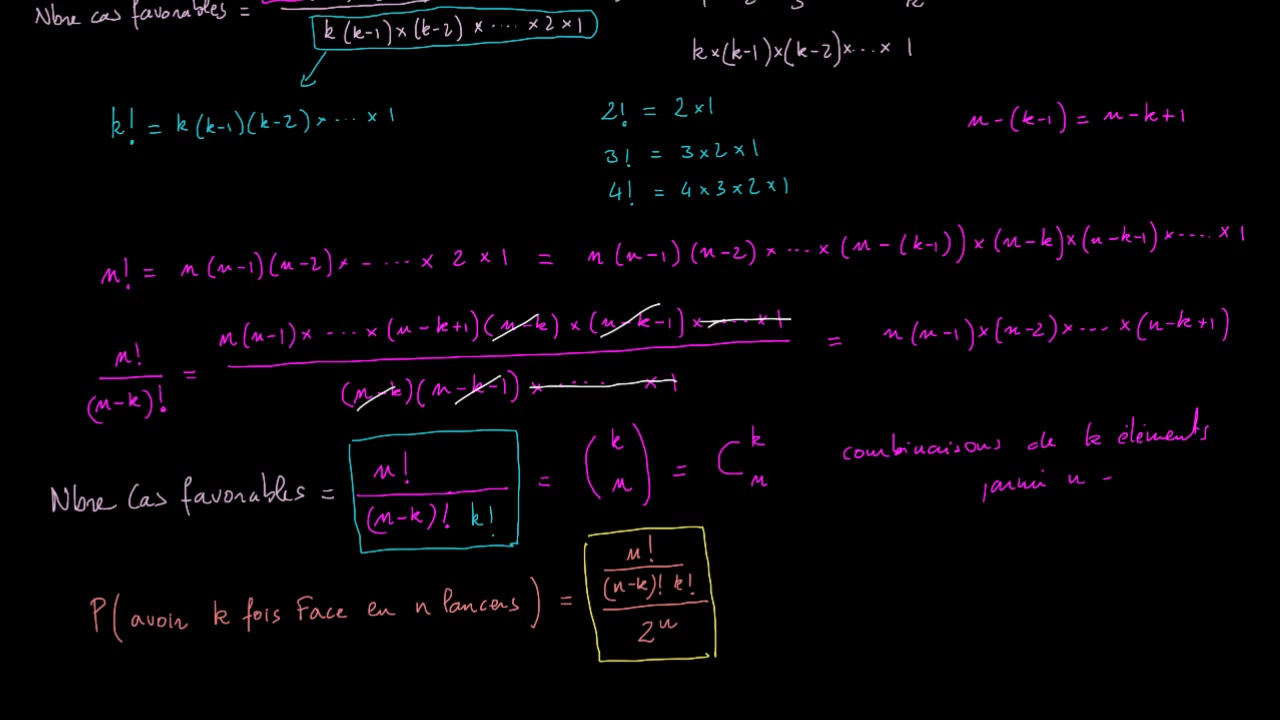 Nbre cas favorables =
k (k-1) × (k-2) × ..... × 2 × 1
k × (k-1) × (k-2) × ... × 1
k! = k (k-1) (k-2) × ... × 1
2! = 2 × 1
n - (k-1) = n - k + 1
3! = 3 × 2 × 1
4! = 4 × 3 × 2 × 1
n! = n (n-1) (n-2) × - .... × 2 × 1 = n (n-1) (n-2) × ... × (n - (k-1)) × (n-k) × (n-k-1) × ..... × 1
n! / (n-k)! = n (n-1) × ... × (n-k+1) (n-k) × (n-k-1) × .... × 1 / (n-k) (n-k-1) × ..... × 1 = n (n-1) × (n-2) × .... × (n-k+1)
combinaisons de k éléments
parmi n -
Nbre Cas favorables = n! / (n-k)! k! = (k n) = C k n
P( avoir k fois Face en n lancers ) = n! / (n-k)! k! / 2^n